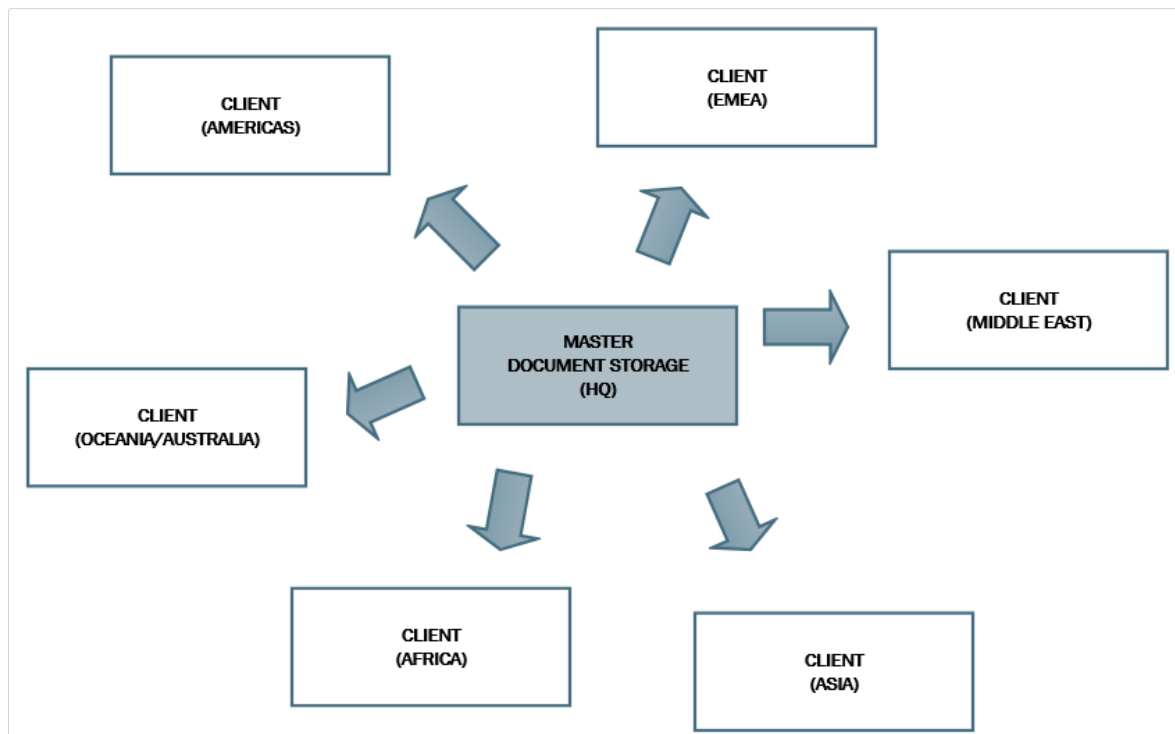 CLIENT
(AMERICAS)
CLIENT
(EMEA)
CLIENT
(MIDDLE EAST)
MASTER
DOCUMENT STORAGE
(HQ)
CLIENT
(OCEANIA/AUSTRALIA)
CLIENT
(AFRICA)
CLIENT
(ASIA)